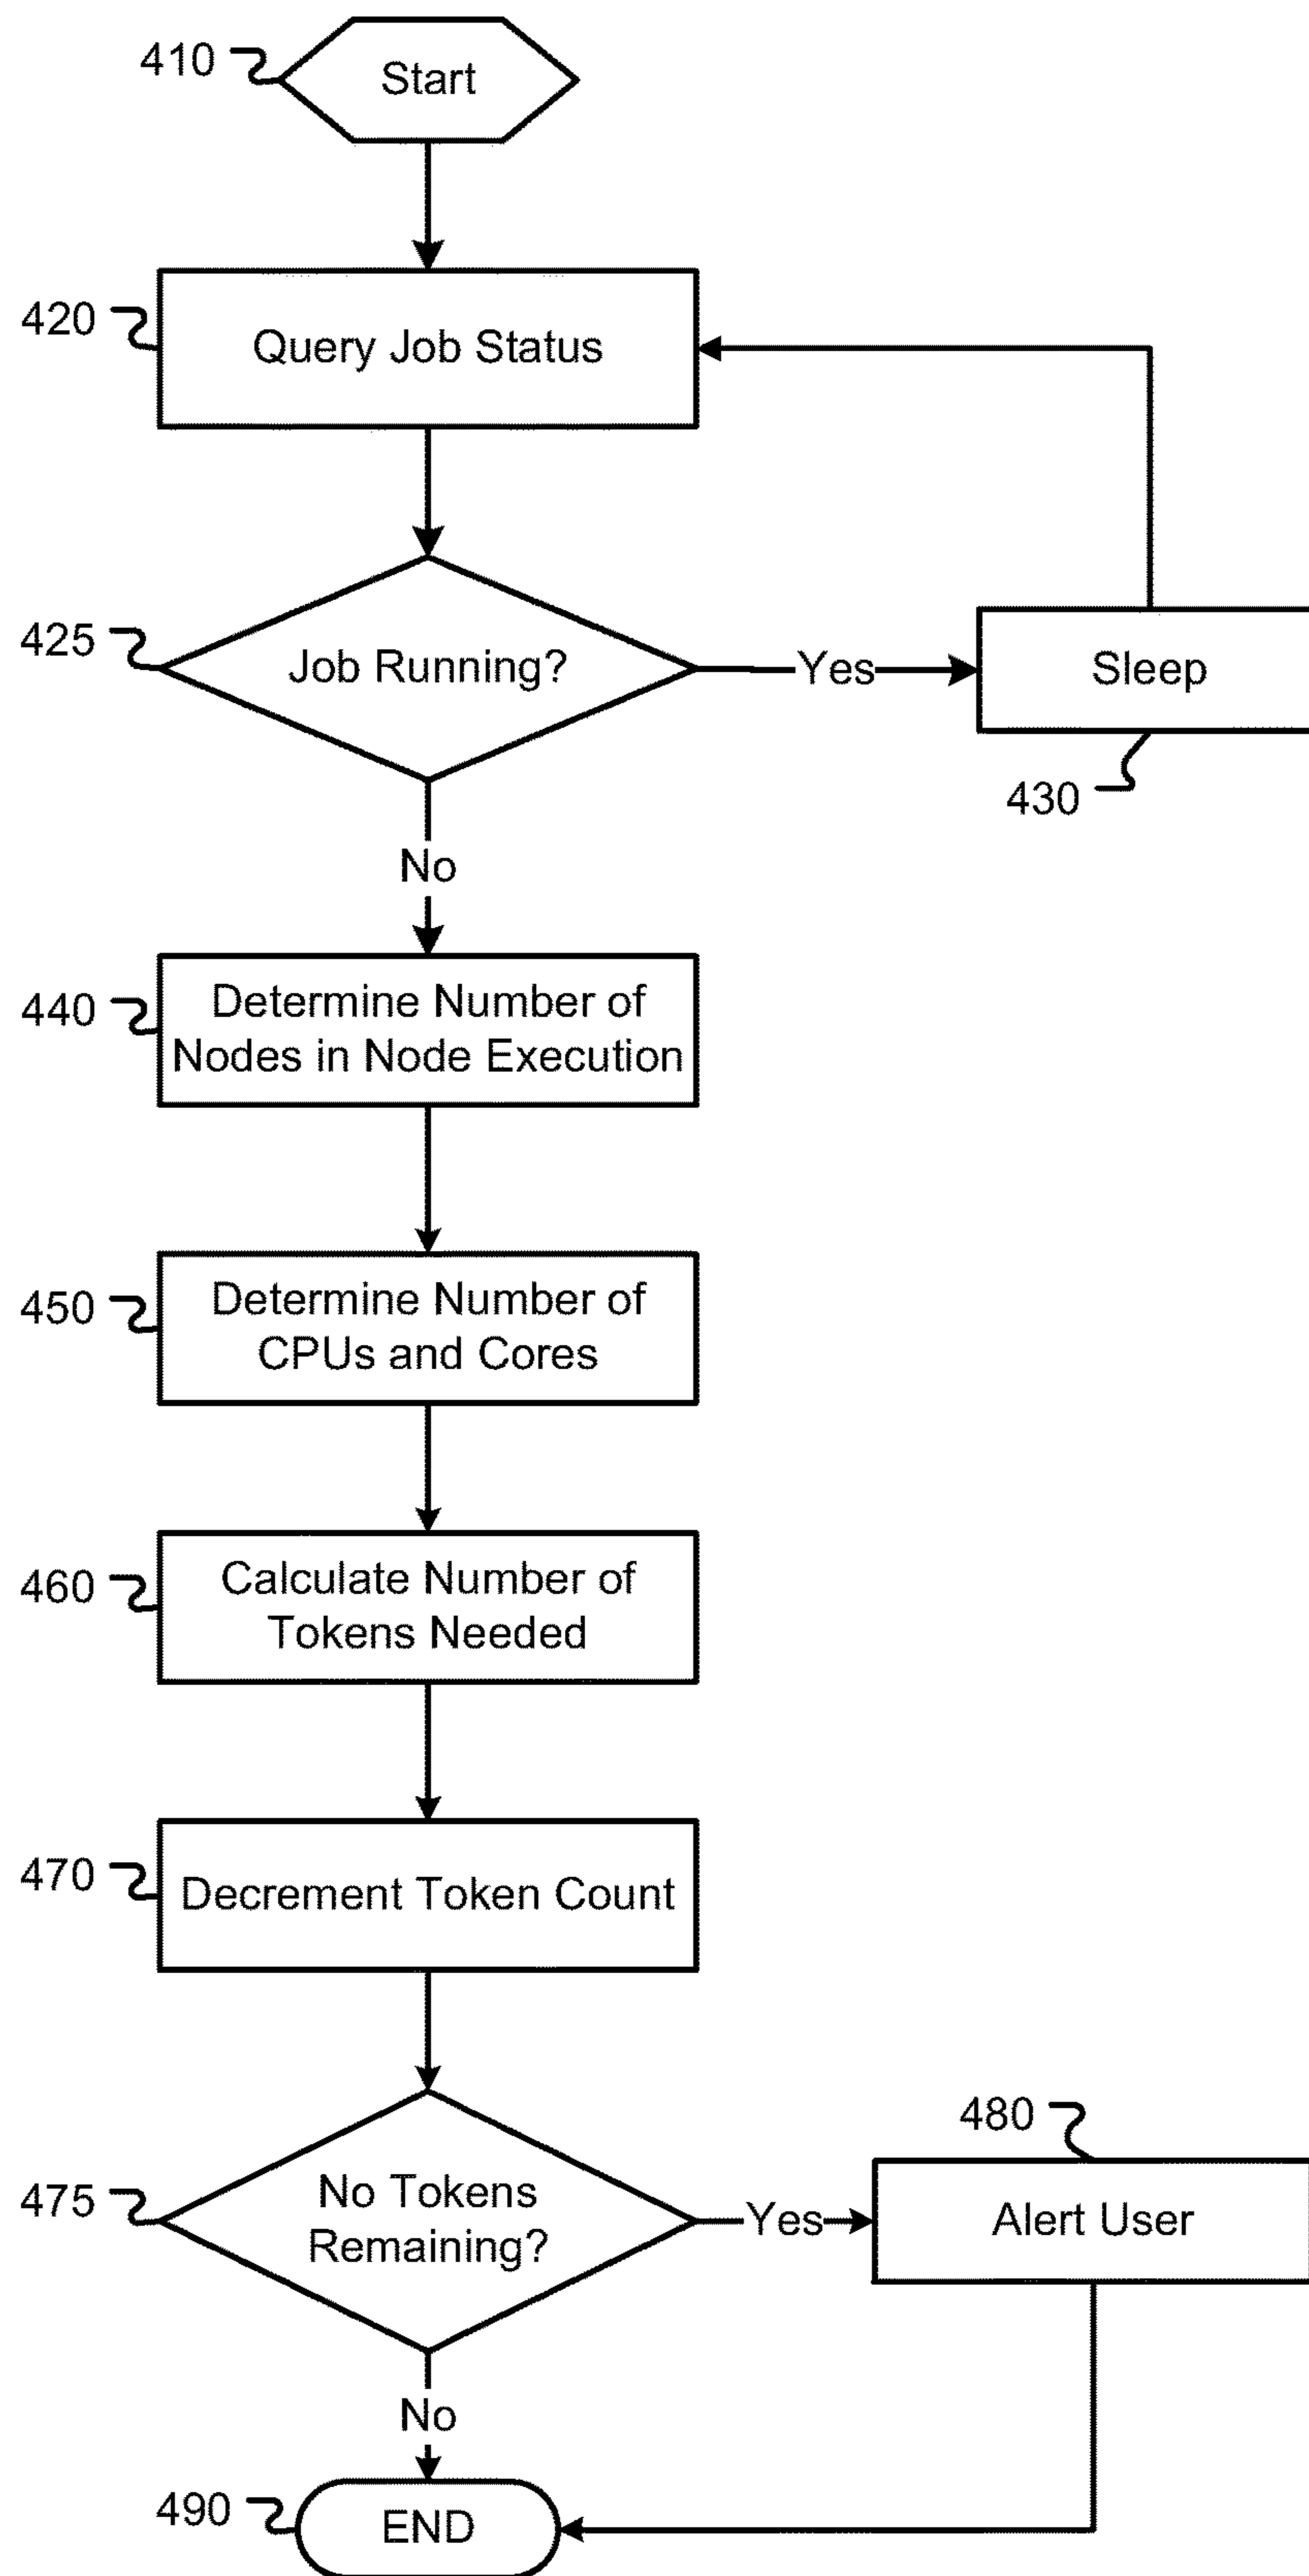 410
Start
420
Query Job Status
425
Job Running?
Yes
Sleep
430
No
440
Determine Number of
Nodes in Node Execution
450
Determine Number of
CPUs and Cores
460
Calculate Number of
Tokens Needed
470
Decrement Token Count
480
475
No Tokens
Remaining?
Yes
Alert User
No
490
END